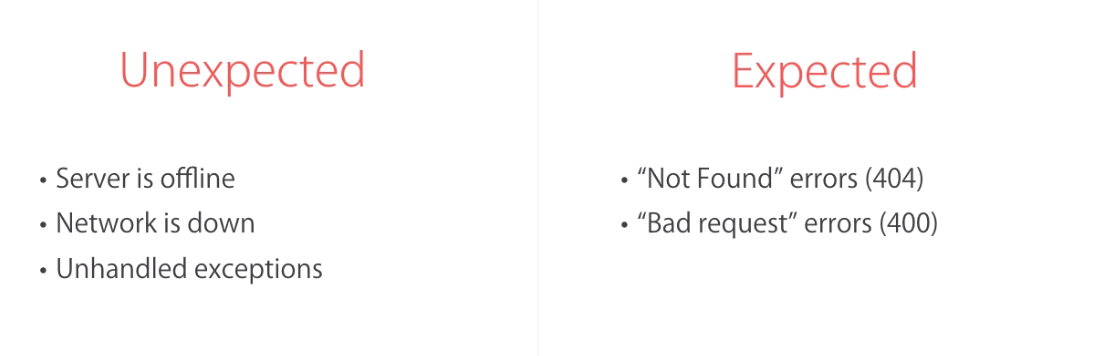 Unexpected
• Server is offline
• Network is down
• Unhandled exceptions
Expected
• “Not Found” errors (404)
• “Bad request” errors (400)